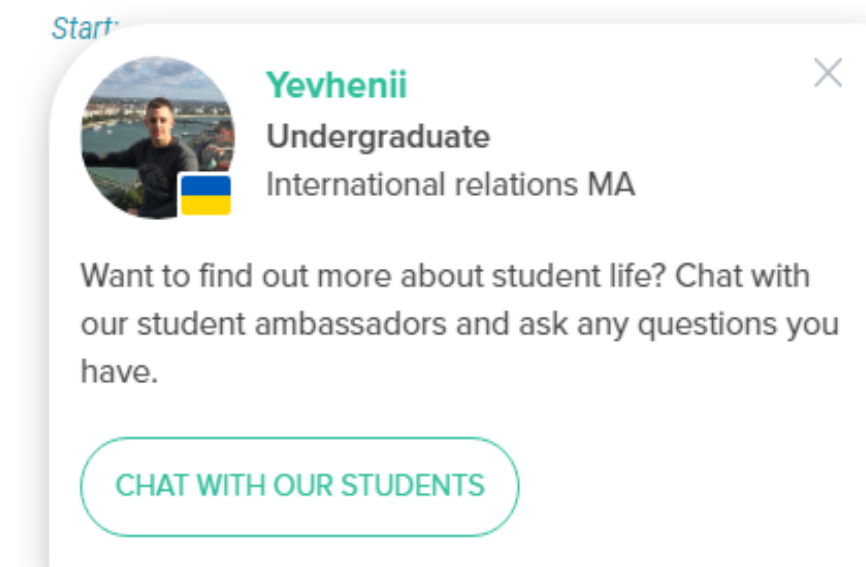 Start:
Yevhenii
Undergraduate
International relations MA
Want to find out more about student life? Chat with
our student ambassadors and ask any questions you
have.
CHAT WITH OUR STUDENTS